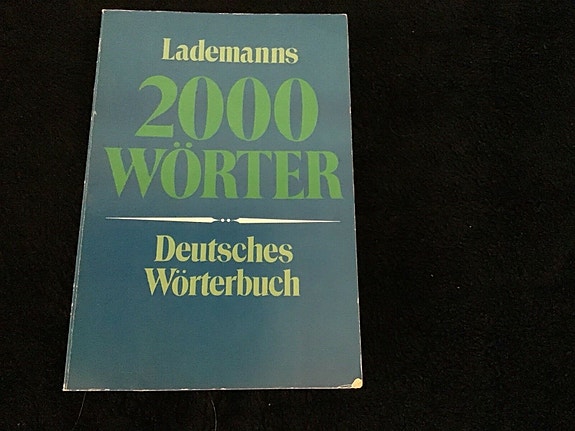 Lademanns
2000
WÖRTER
Deutsches
Wörterbuch